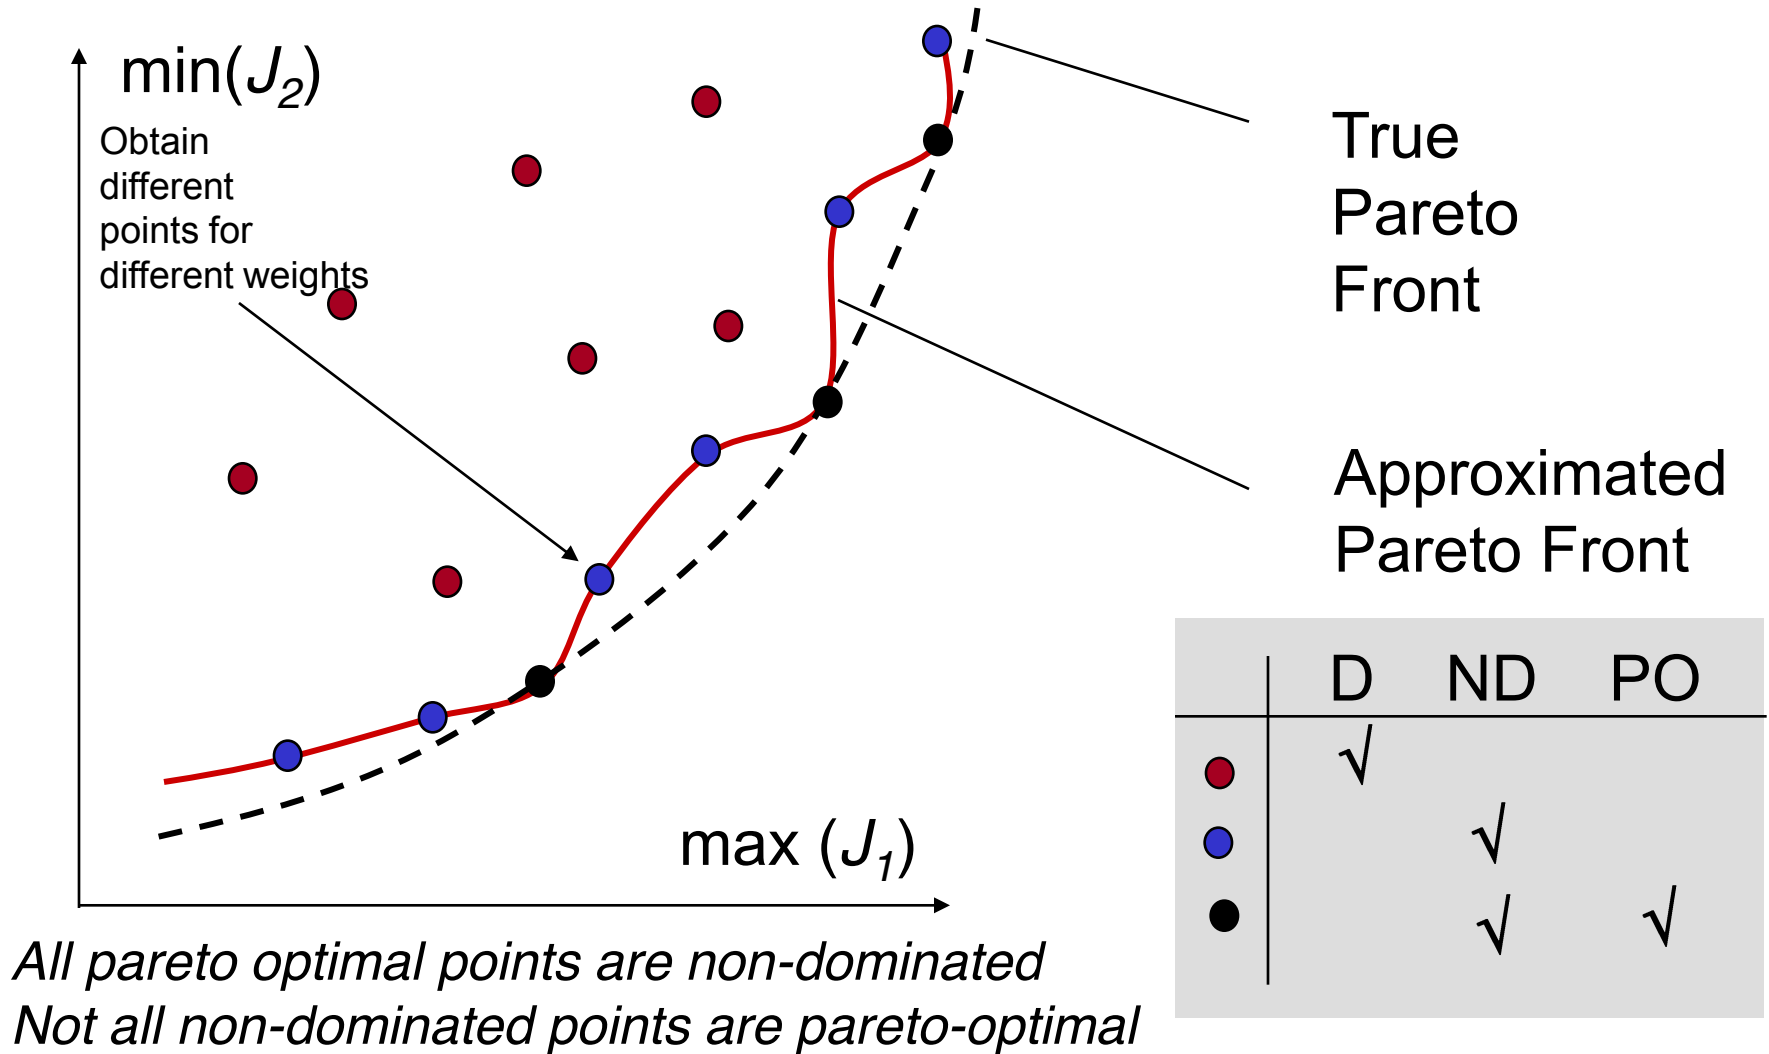 min(J2)
Obtain
different
points for
different weights
True
Pareto
Front
Approximated
Pareto Front
D ND PO
√
√
√ √
max (J1)
All pareto optimal points are non-dominated
Not all non-dominated points are pareto-optimal